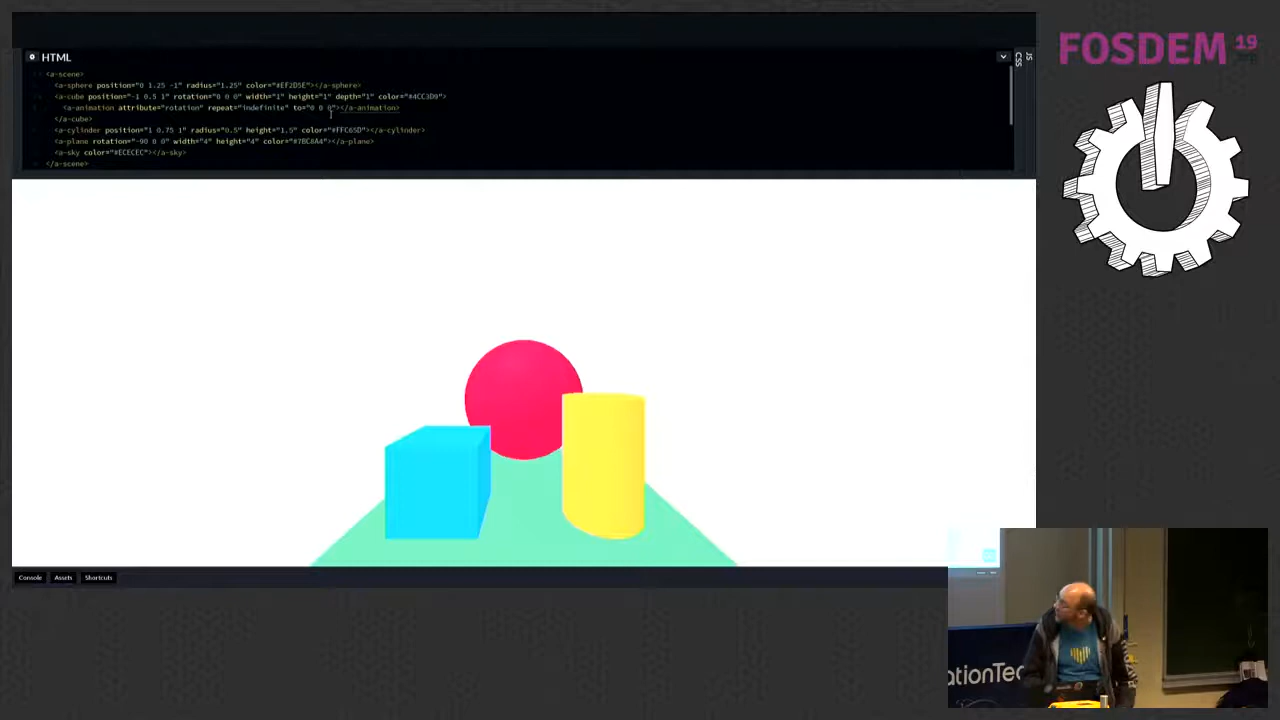 FOSDEM 19
HTML
CSS
JS
<a-scene>
<a-sphere position="0 1.25 -1" radius="1.25" color="#EF2D5E"></a-sphere>
<a-cube position="-1 0.5 1" rotation="0 0 0" width="1" height="1" depth="1" color="#4CC3D9">
<a-animation attribute="rotation" repeat="indefinite" to="0 0 0"></a-animation>
</a-cube>
<a-cylinder position="1 0.75 1" radius="0.5" height="1.5" color="#FFC65D"></a-cylinder>
<a-plane rotation="-90 0 0" width="4" height="4" color="#7BC8A4"></a-plane>
<a-sky color="#ECECEC"></a-sky>
</a-scene>
Console Assets Shortcuts
ationTe